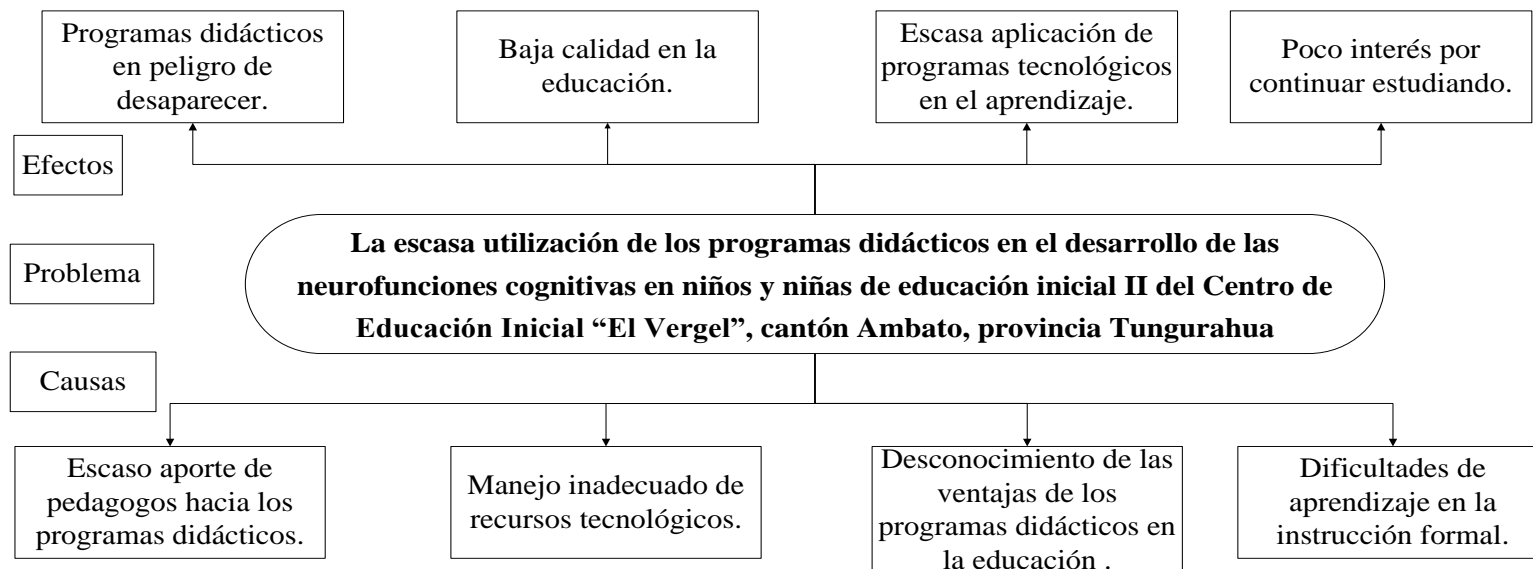 Programas didácticos
en peligro de
desaparecer.
Baja calidad en la
educación.
Escasa aplicación de
programas tecnológicos
en el aprendizaje.
Poco interés por
continuar estudiando.
Efectos
Problema
La escasa utilización de los programas didácticos en el desarrollo de las
neurofunciones cognitivas en niños y niñas de educación inicial II del Centro de
Educación Inicial “El Vergel”, cantón Ambato, provincia Tungurahua
Causas
Escaso aporte de
pedagogos hacia los
programas didácticos.
Manejo inadecuado de
recursos tecnológicos.
Desconocimiento de las
ventajas de los
programas didácticos en
la educación .
Dificultades de
aprendizaje en la
instrucción formal.